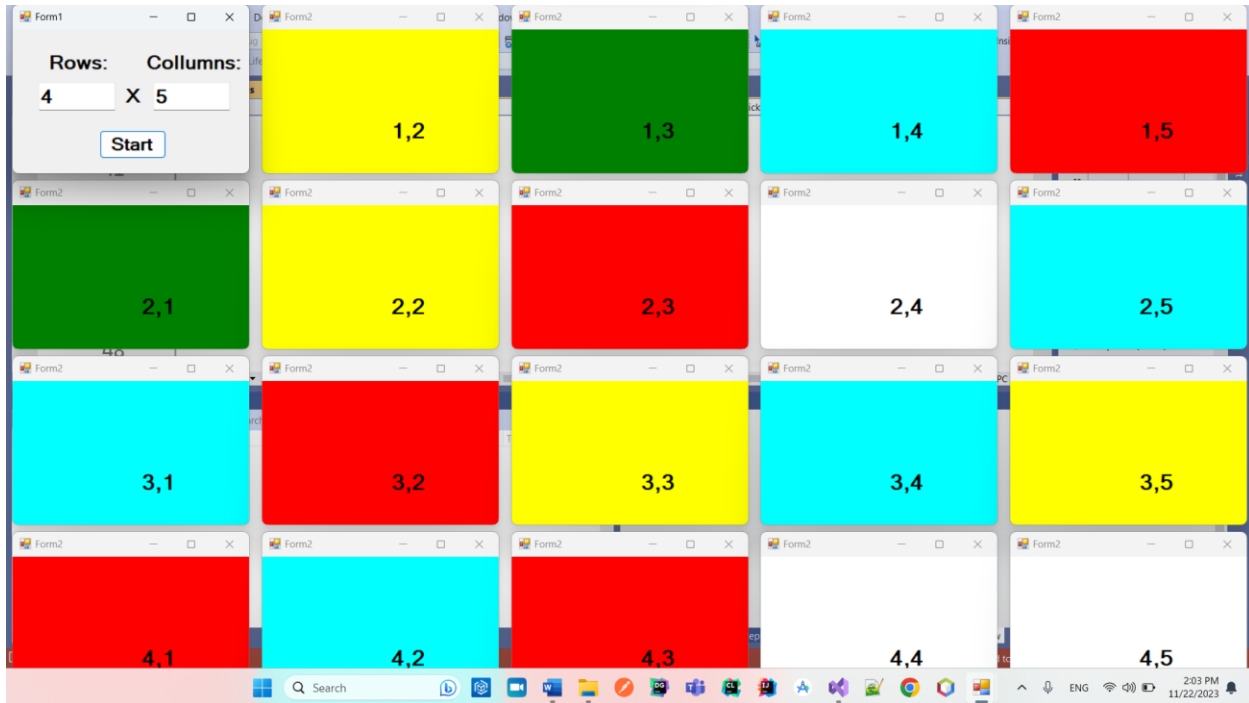 Form1
Rows: Collumns:
4 X 5
Start
Form2
1,2
Form2
1,3
Form2
1,4
Form2
1,5
Form2
2,1
Form2
2,2
Form2
2,3
Form2
2,4
Form2
2,5
Form2
3,1
Form2
3,2
Form2
3,3
Form2
3,4
Form2
3,5
Form2
4,1
Form2
4,2
Form2
4,3
Form2
4,4
Form2
4,5
Search
ENG
2:03 PM
11/22/2023